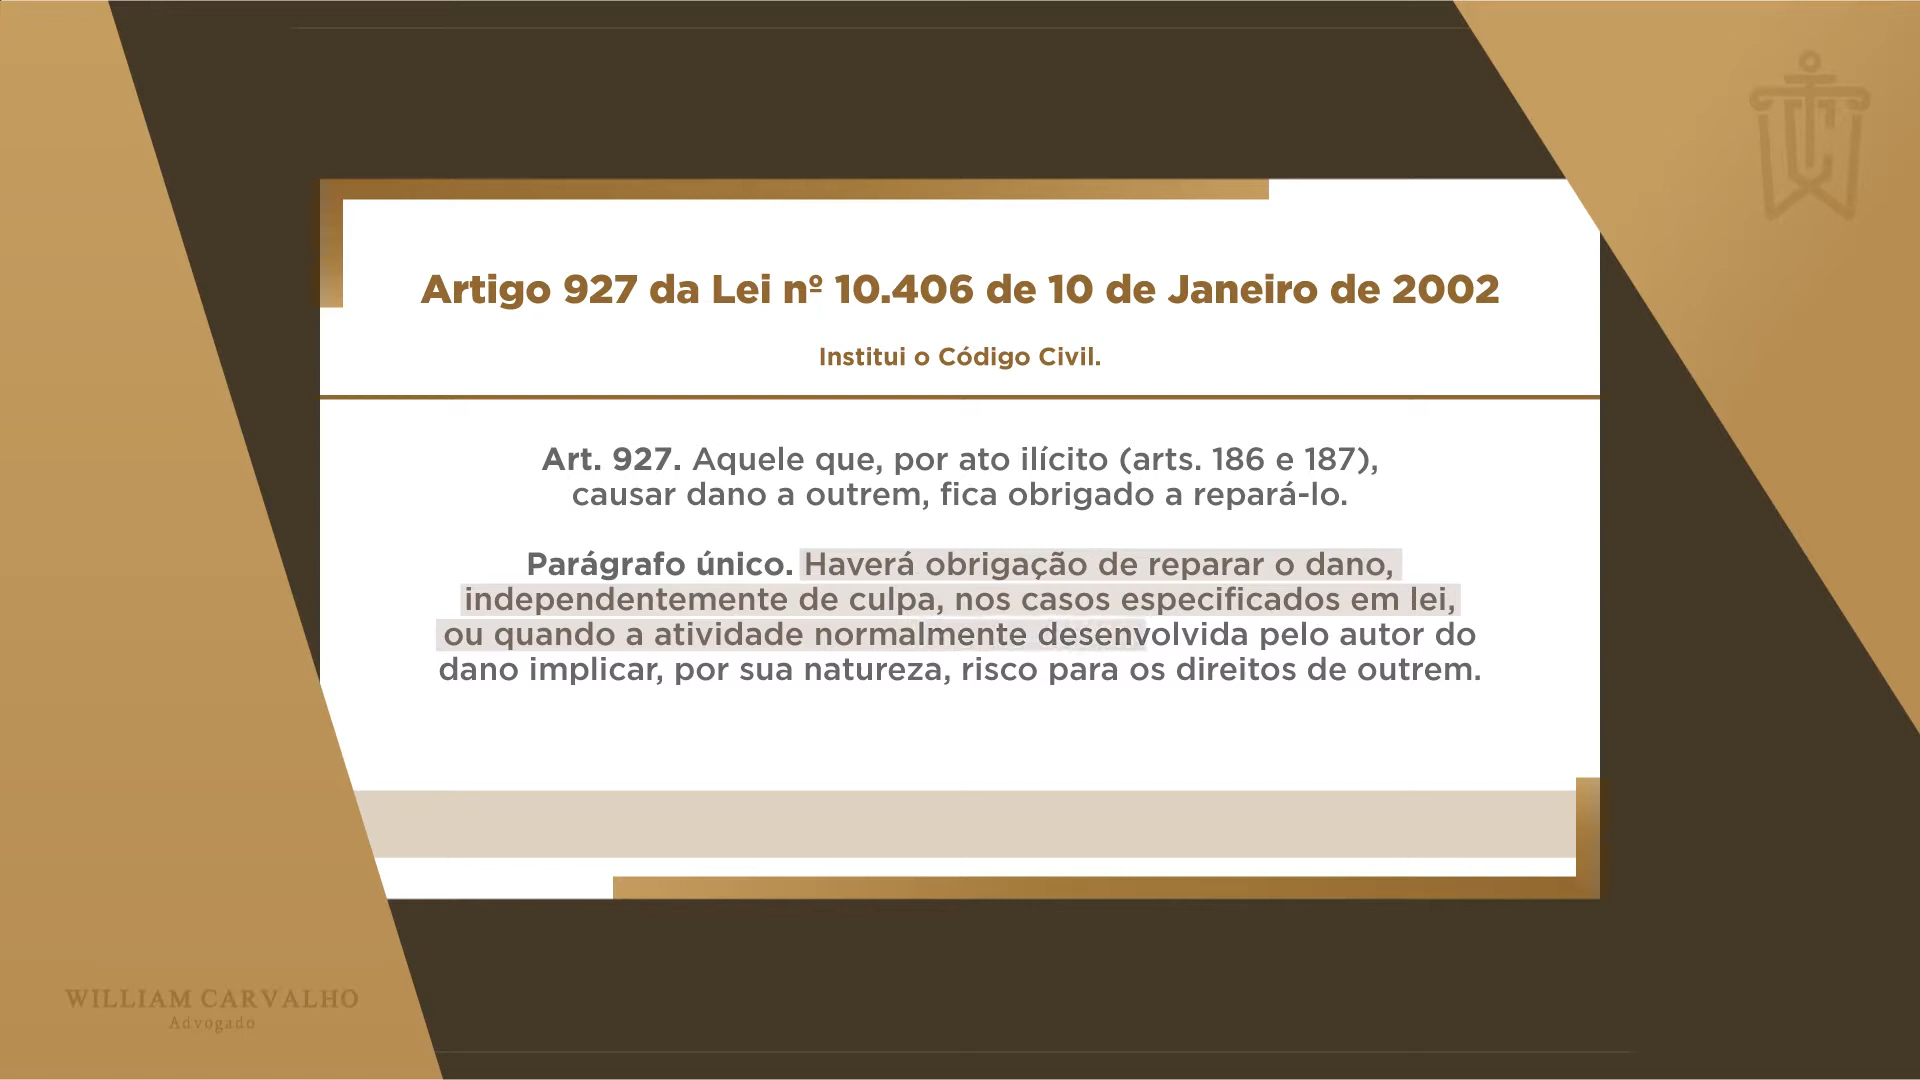 Artigo 927 da Lei nº 10.406 de 10 de Janeiro de 2002
Institui o Código Civil.
Art. 927. Aquele que, por ato ilícito (arts. 186 e 187),
causar dano a outrem, fica obrigado a repará-lo.
Parágrafo único. Haverá obrigação de reparar o dano,
independentemente de culpa, nos casos especificados em lei,
ou quando a atividade normalmente desenvolvida pelo autor do
dano implicar, por sua natureza, risco para os direitos de outrem.
WILLIAM CARVALHO
Advogado